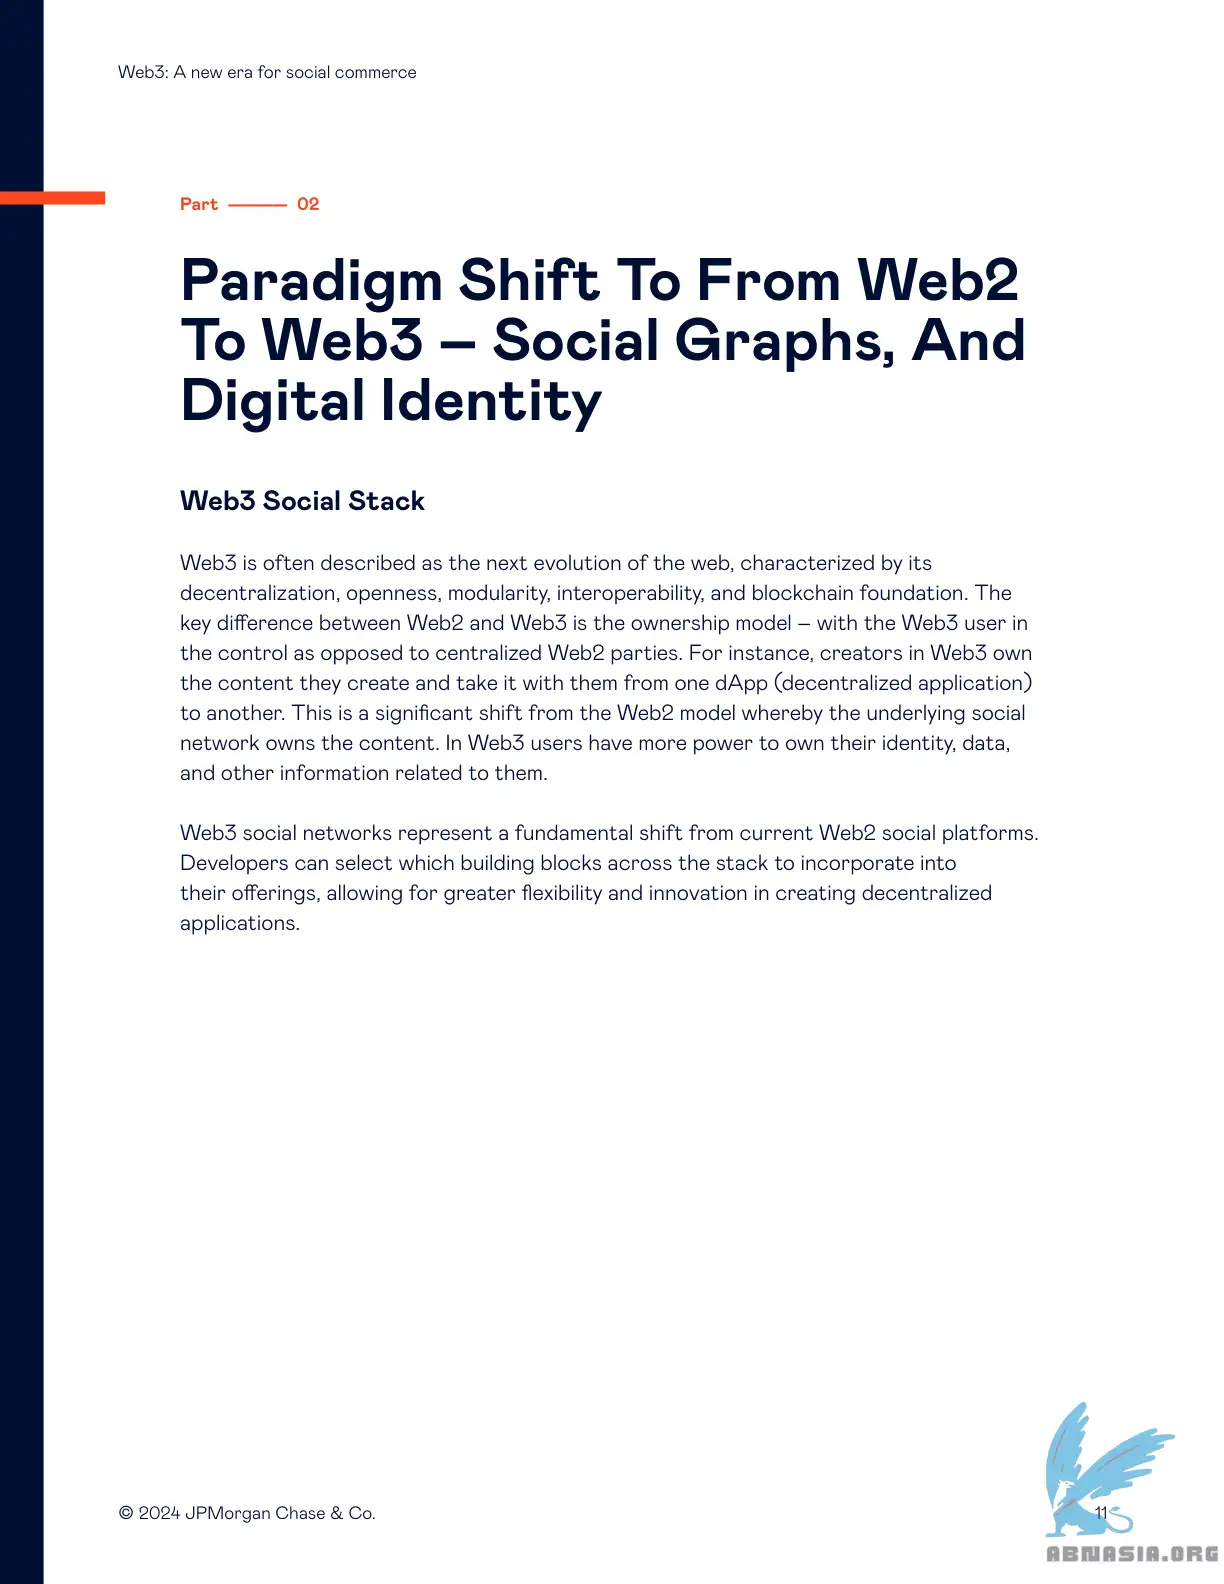 Web3: A new era for social commerce
Part ——— 02
Paradigm Shift To From Web2
To Web3 – Social Graphs, And
Digital Identity
Web3 Social Stack
Web3 is often described as the next evolution of the web, characterized by its
decentralization, openness, modularity, interoperability, and blockchain foundation. The
key difference between Web2 and Web3 is the ownership model – with the Web3 user in
the control as opposed to centralized Web2 parties. For instance, creators in Web3 own
the content they create and take it with them from one dApp (decentralized application)
to another. This is a significant shift from the Web2 model whereby the underlying social
network owns the content. In Web3 users have more power to own their identity, data,
and other information related to them.
Web3 social networks represent a fundamental shift from current Web2 social platforms.
Developers can select which building blocks across the stack to incorporate into
their offerings, allowing for greater flexibility and innovation in creating decentralized
applications.
© 2024 JPMorgan Chase & Co.
11
ABNASIA.ORG